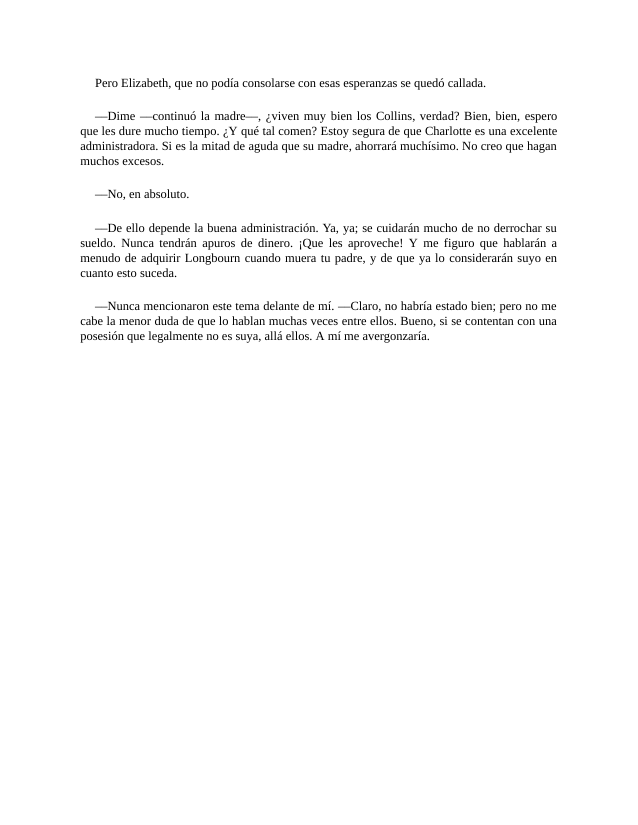 Pero Elizabeth, que no podía consolarse con esas esperanzas se quedó callada.
—Dime —continuó la madre—, ¿viven muy bien los Collins, verdad? Bien, bien, espero
que les dure mucho tiempo. ¿Y qué tal comen? Estoy segura de que Charlotte es una excelente
administradora. Si es la mitad de aguda que su madre, ahorrará muchísimo. No creo que hagan
muchos excesos.
—No, en absoluto.
—De ello depende la buena administración. Ya, ya; se cuidarán mucho de no derrochar su
sueldo. Nunca tendrán apuros de dinero. ¡Que les aproveche! Y me figuro que hablarán a
menudo de adquirir Longbourn cuando muera tu padre, y de que ya lo considerarán suyo en
cuanto esto suceda.
—Nunca mencionaron este tema delante de mí. —Claro, no habría estado bien; pero no me
cabe la menor duda de que lo hablan muchas veces entre ellos. Bueno, si se contentan con una
posesión que legalmente no es suya, allá ellos. A mí me avergonzaría.